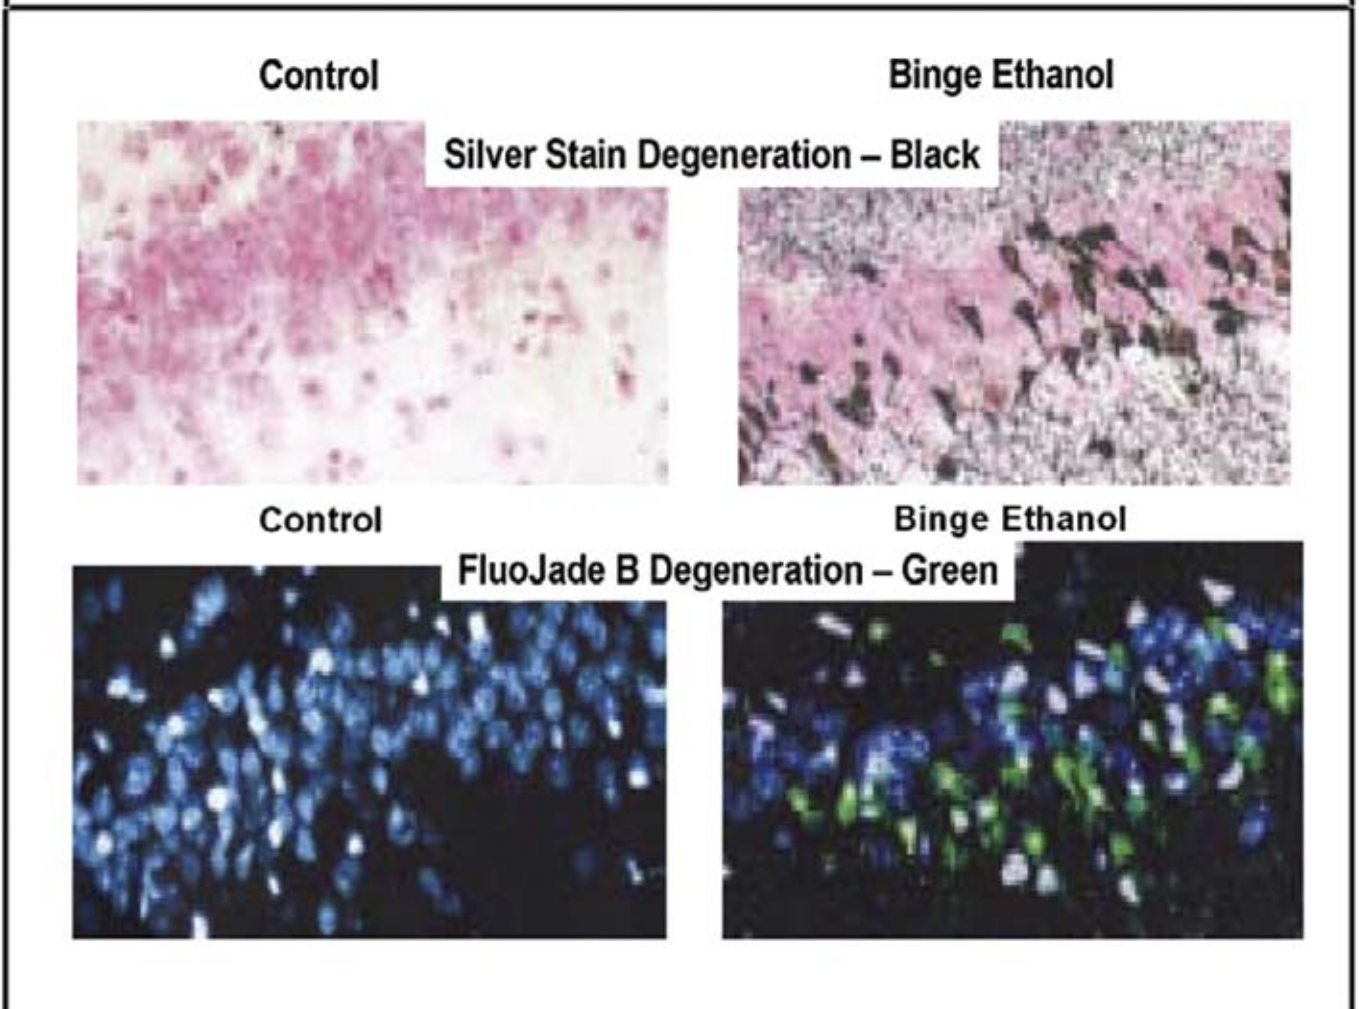 Control
Binge Ethanol
Silver Stain Degeneration – Black
Control
Binge Ethanol
FluoJade B Degeneration – Green